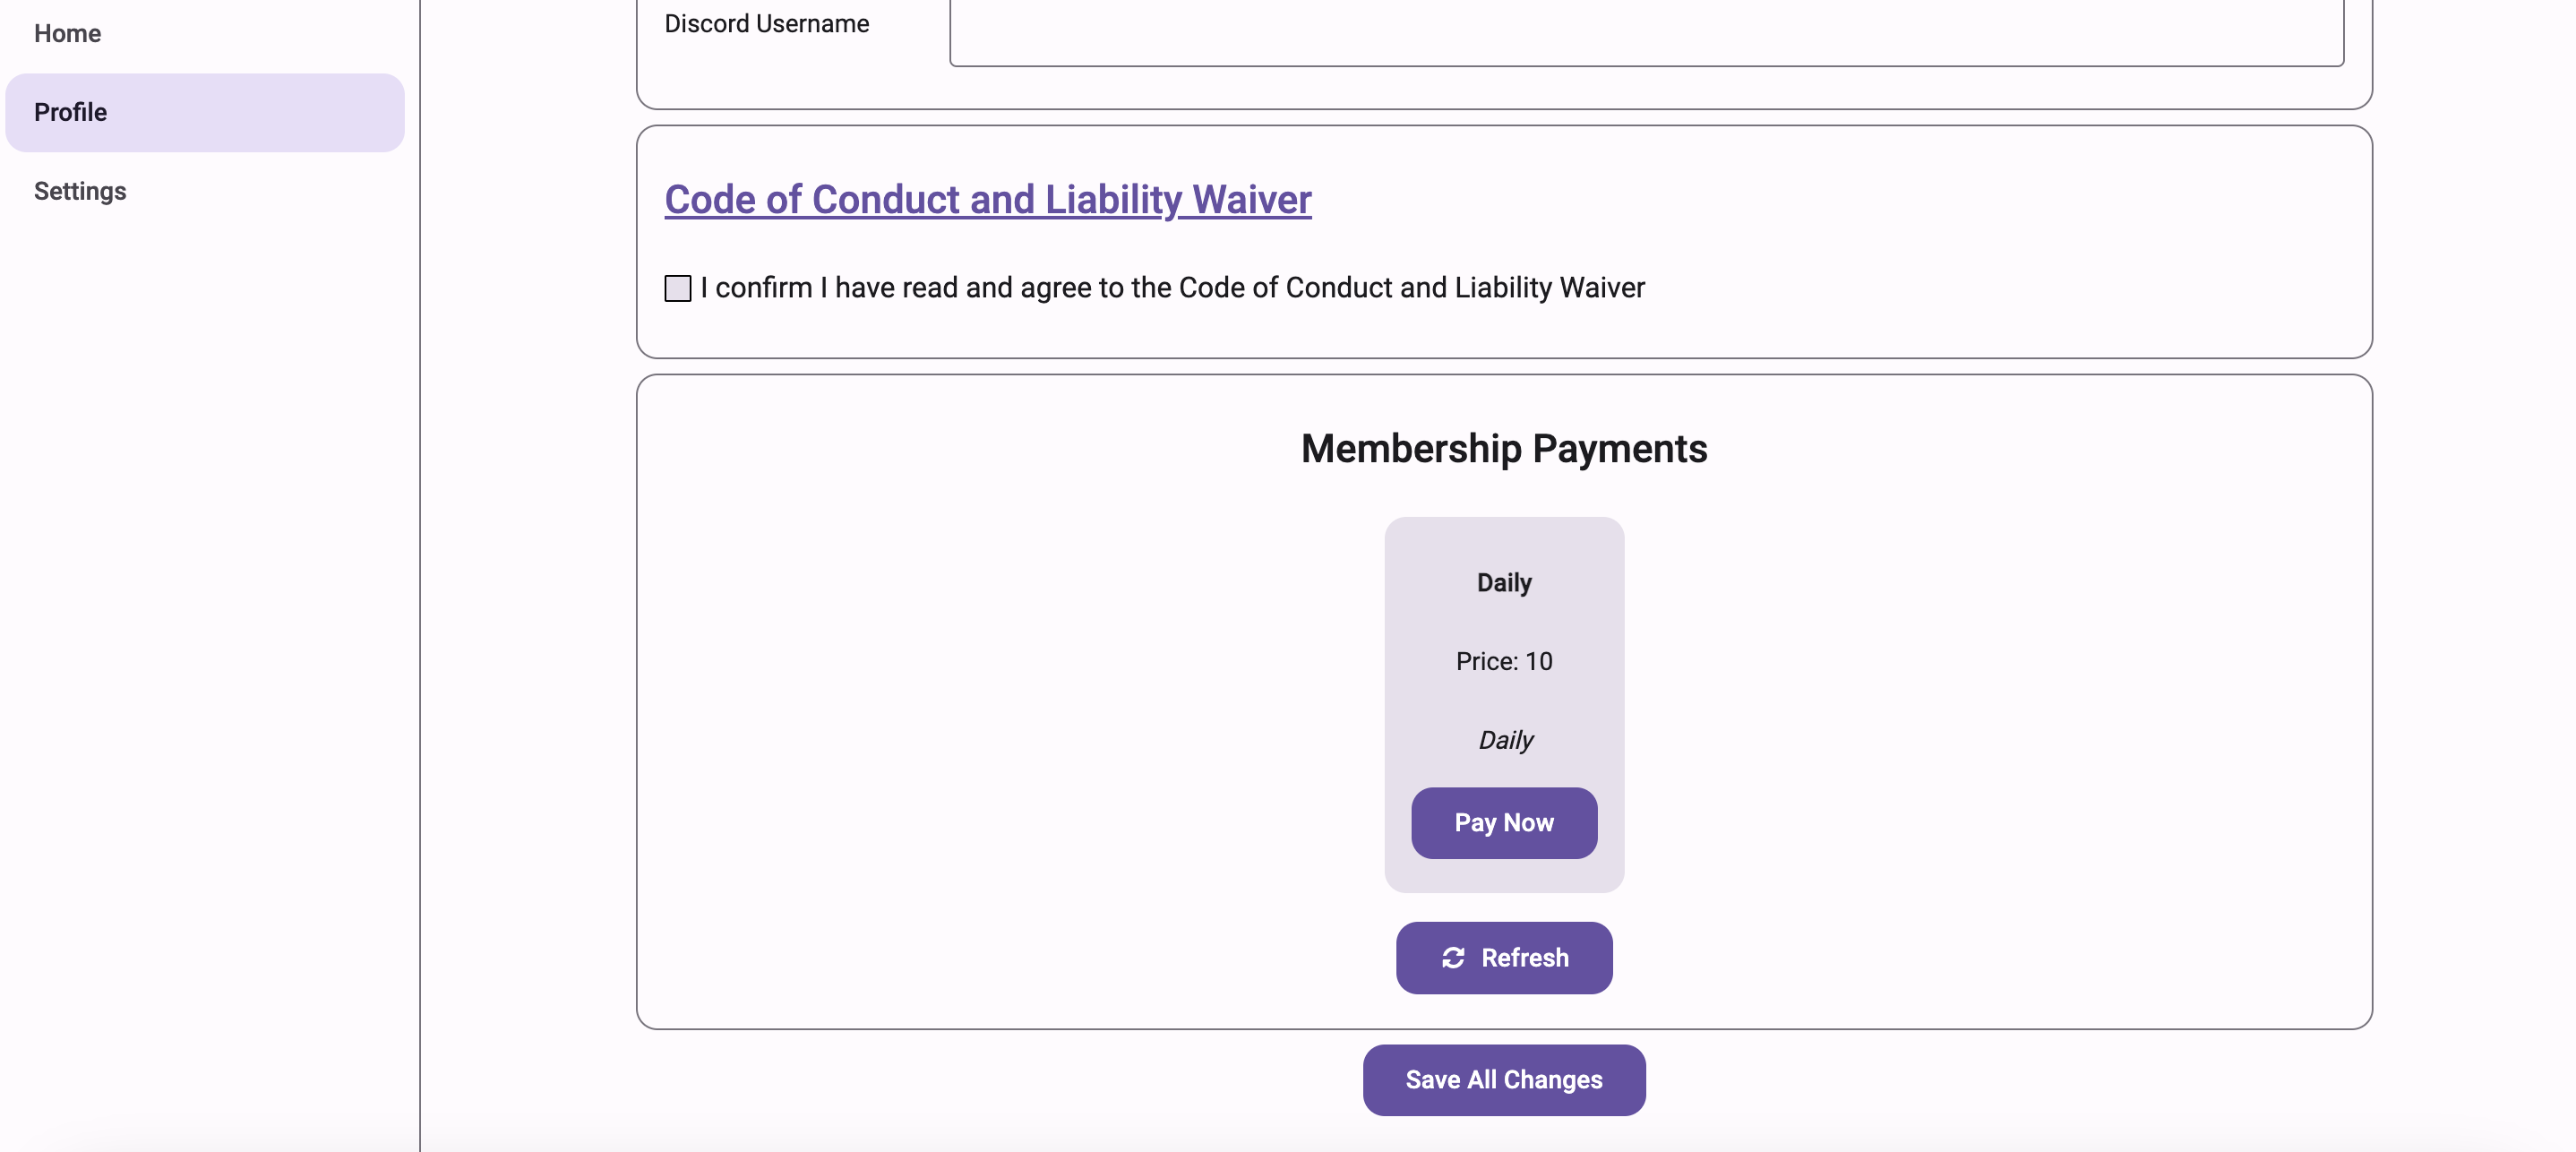 Home
Profile
Settings
Discord Username
Code of Conduct and Liability Waiver
I confirm I have read and agree to the Code of Conduct and Liability Waiver
Membership Payments
Daily
Price: 10
Daily
Pay Now
Refresh
Save All Changes